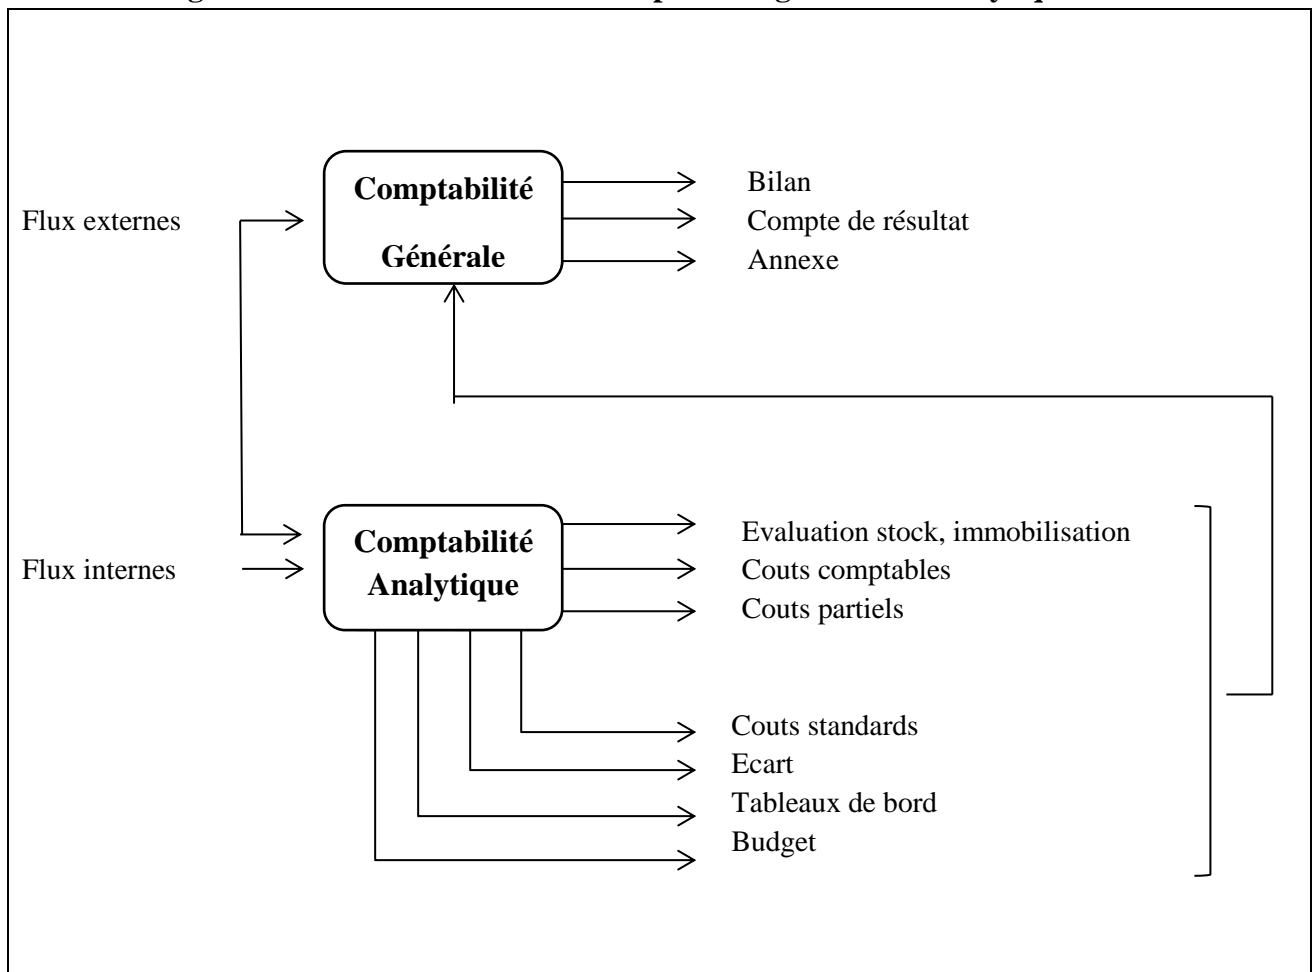 Comptabilité
Générale
Flux externes
Bilan
Compte de résultat
Annexe
Comptabilité
Analytique
Flux internes
Evaluation stock, immobilisation
Couts comptables
Couts partiels
Couts standards
Ecart
Tableaux de bord
Budget